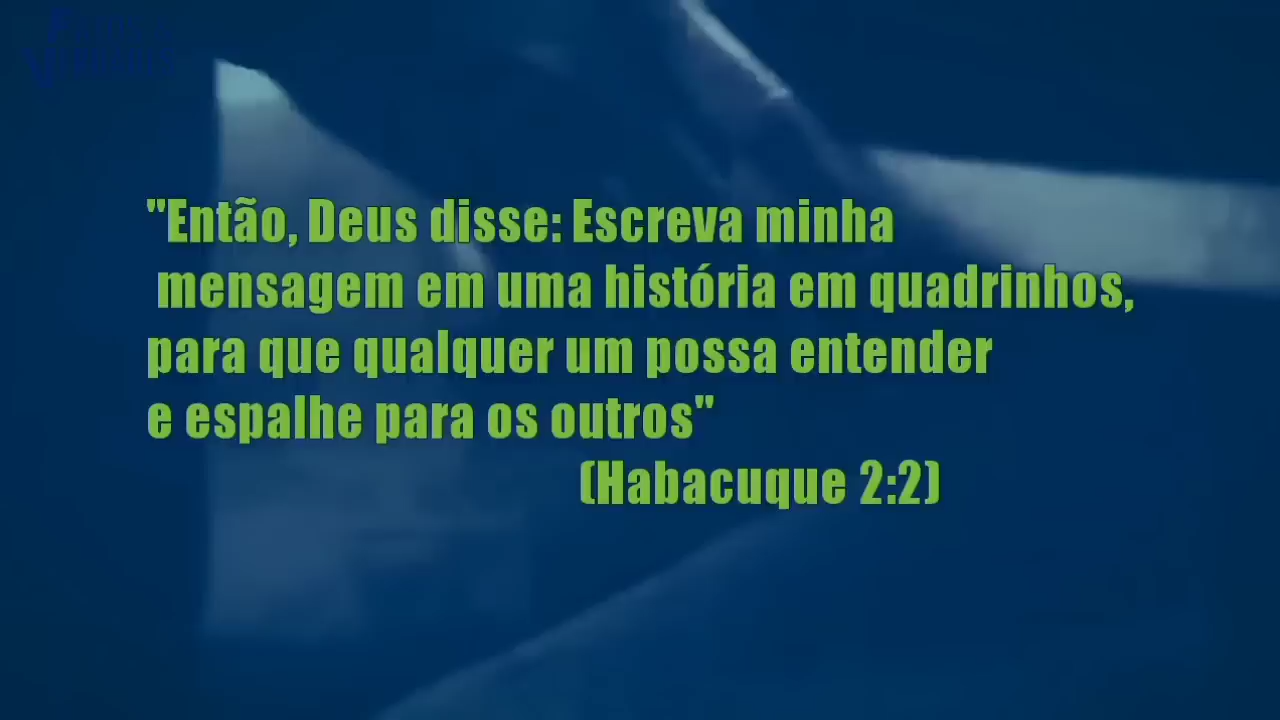 "Então, Deus disse: Escreva minha
mensagem em uma história em quadrinhos,
para que qualquer um possa entender
e espalhe para os outros"
(Habacuque 2:2)